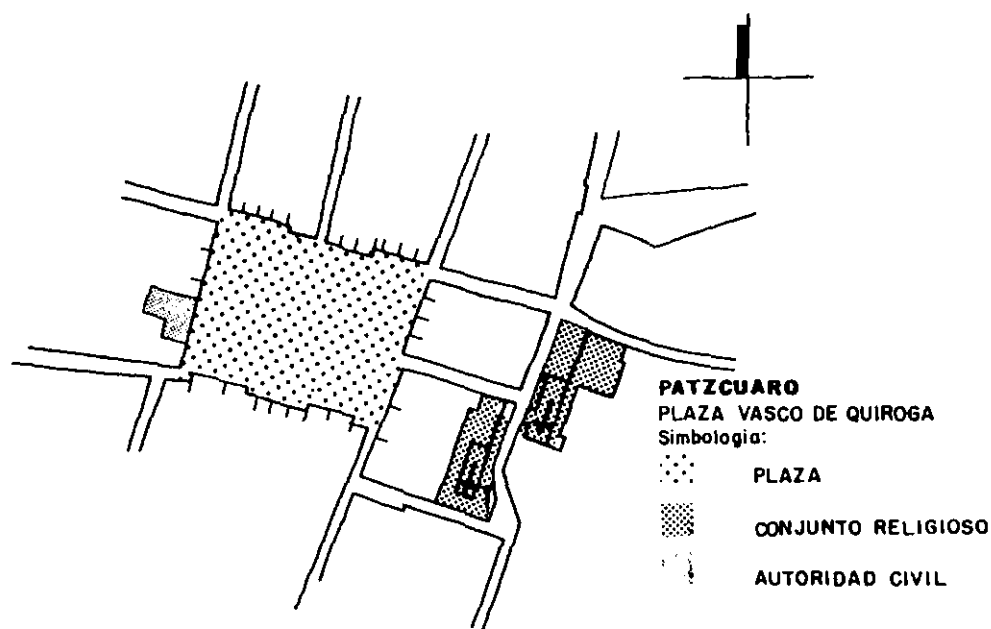 PATZCUARO
PLAZA VASCO DE QUIROGA
Simbologia:
PLAZA
CONJUNTO RELIGIOSO
AUTORIDAD CIVIL